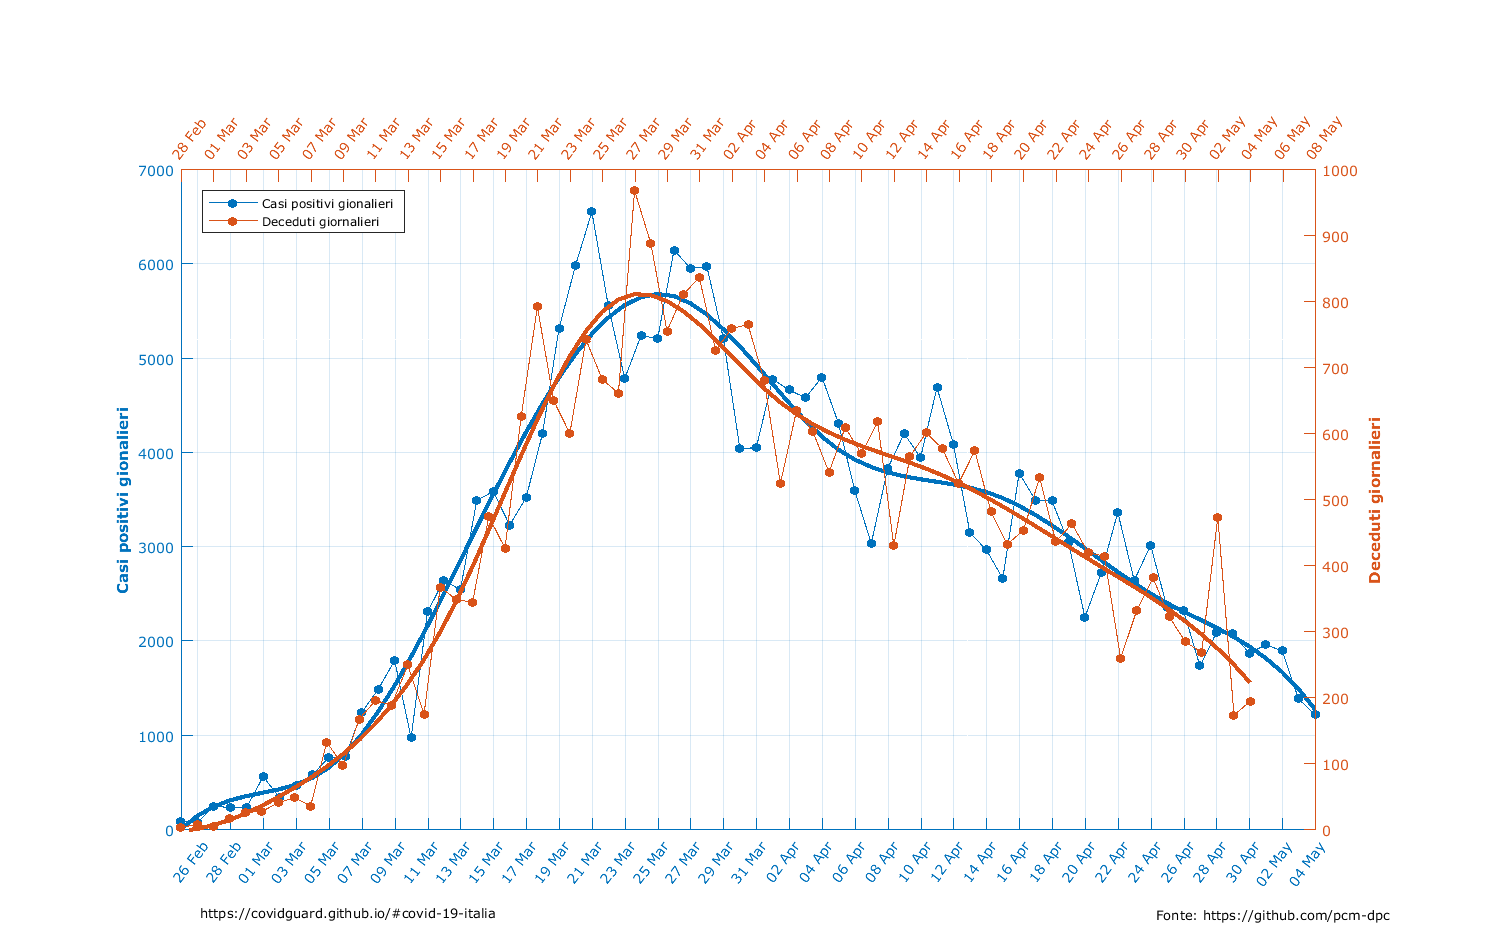 28 Feb 01 Mar 03 Mar 05 Mar 07 Mar 09 Mar 11 Mar 13 Mar 15 Mar 17 Mar 19 Mar 21 Mar 23 Mar 25 Mar 27 Mar 29 Mar 31 Mar 02 Apr 04 Apr 06 Apr 08 Apr 10 Apr 12 Apr 14 Apr 16 Apr 18 Apr 20 Apr 22 Apr 24 Apr 26 Apr 28 Apr 30 Apr 02 May 04 May 06 May 08 May
7000
6000
5000
4000
3000
2000
1000
0
Casi positivi gionalieri
Casi positivi gionalieri
Deceduti giornalieri
1000
900
800
700
600
500
400
300
200
100
0
Deceduti giornalieri
26 Feb 28 Feb 01 Mar 03 Mar 05 Mar 07 Mar 09 Mar 11 Mar 13 Mar 15 Mar 17 Mar 19 Mar 21 Mar 23 Mar 25 Mar 27 Mar 29 Mar 31 Mar 02 Apr 04 Apr 06 Apr 08 Apr 10 Apr 12 Apr 14 Apr 16 Apr 18 Apr 20 Apr 22 Apr 24 Apr 26 Apr 28 Apr 30 Apr 02 May 04 May
https://covidguard.github.io/#covid-19-italia
Fonte: https://github.com/pcm-dpc